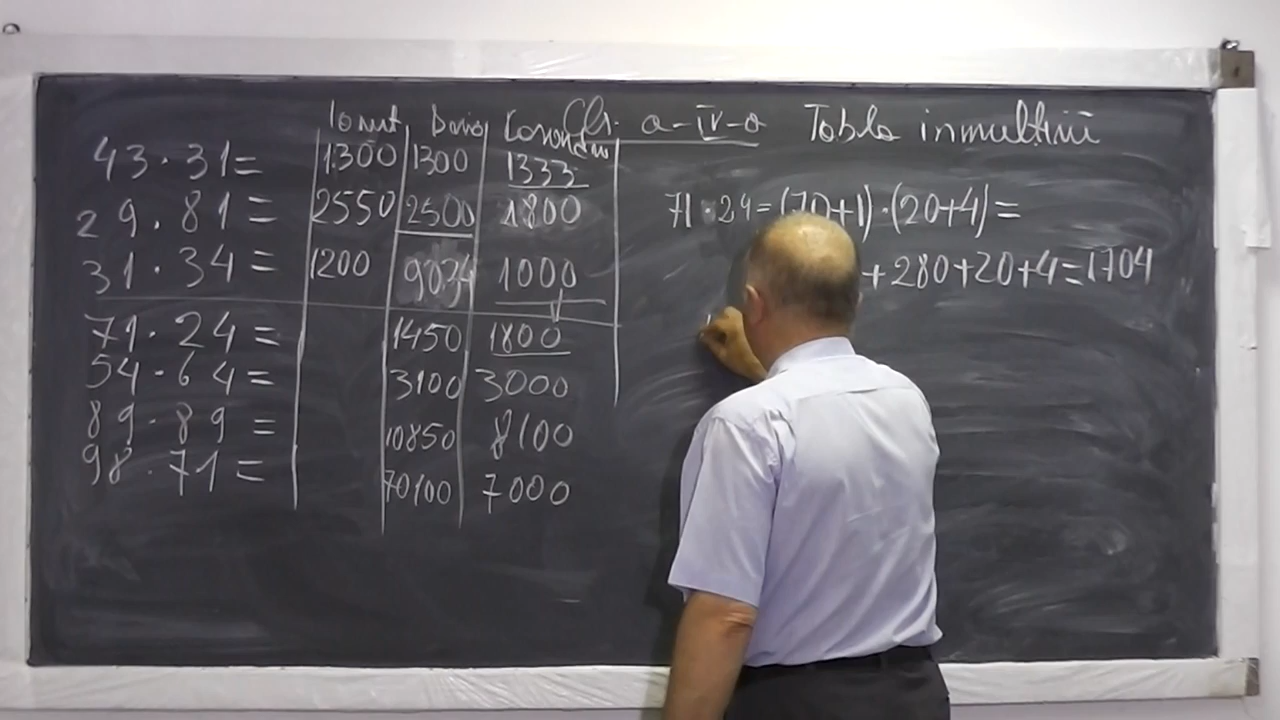 Ionut Dario
Cls. a-IV-a Tabla inmultirii
43·31= 1300 1300 1333
29·81= 2550 2500 1800
31·34= 1200 9034 1000
71·24= 1450 1800
54·64= 3100 3000
89·89= 10850 8100
98·71= 70100 7000
71·24=(70+1)·(20+4)=
+280+20+4=1704